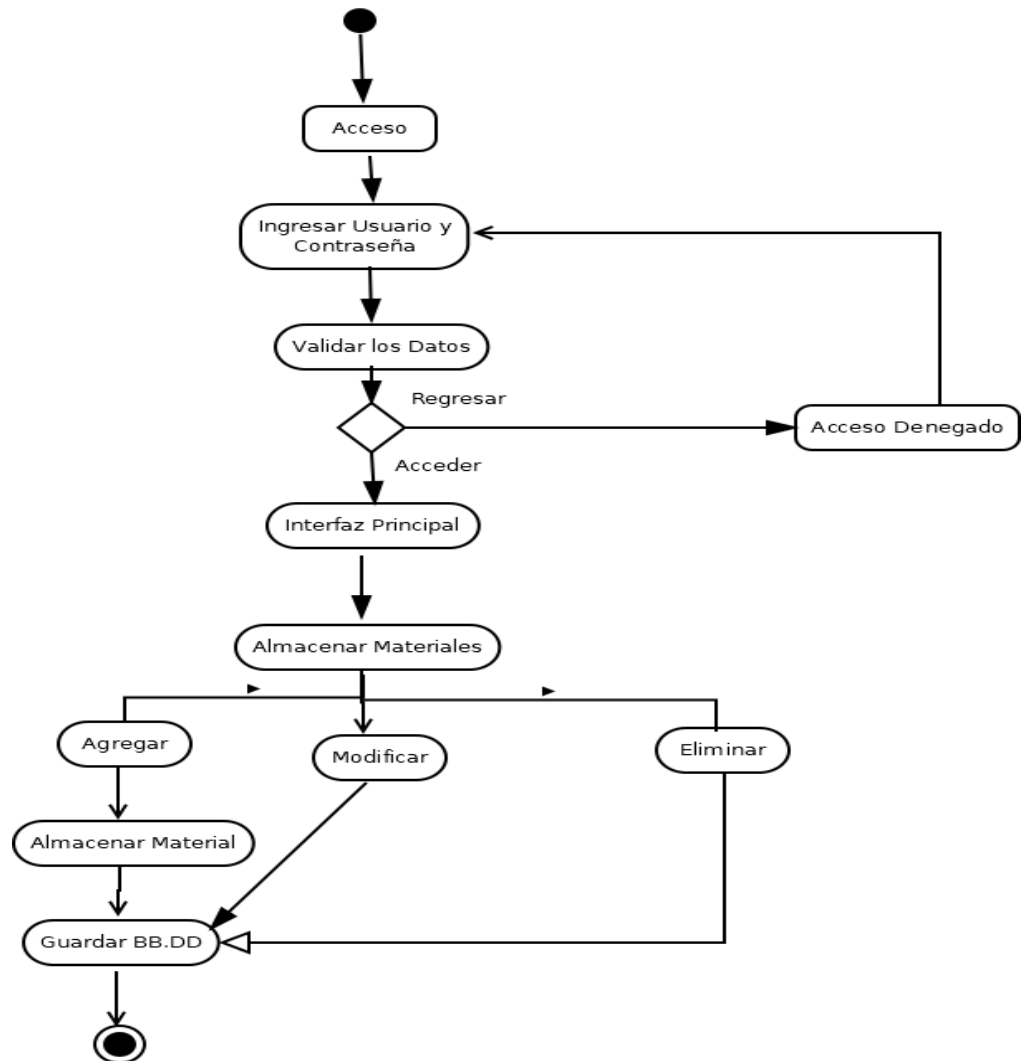 Acceso
Ingresar Usuario y
Contraseña
Validar los Datos
Regresar
Acceso Denegado
Acceder
Interfaz Principal
Almacenar Materiales
Agregar
Modificar
Eliminar
Almacenar Material
Guardar BB.DD